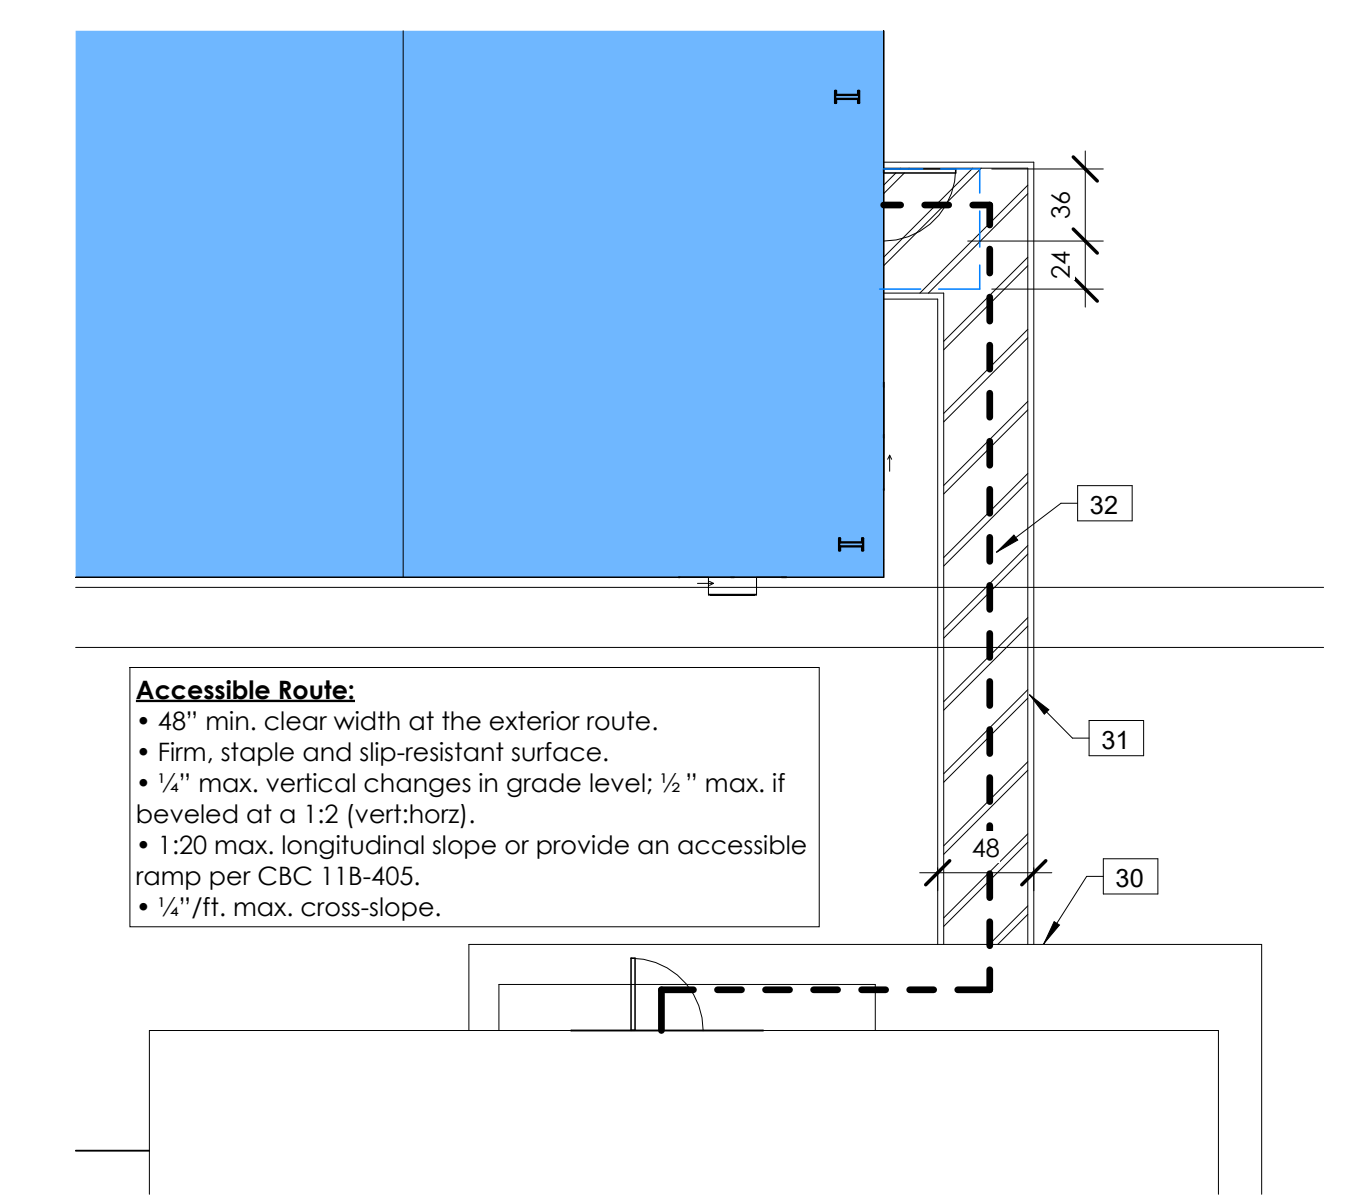 36
24
32
Accessible Route:
• 48” min. clear width at the exterior route.
• Firm, staple and slip-resistant surface.
• ¼” max. vertical changes in grade level; ½ ” max. if
beveled at a 1:2 (vert:horz).
• 1:20 max. longitudinal slope or provide an accessible
ramp per CBC 11B-405.
• ¼”/ft. max. cross-slope.
31
48
30